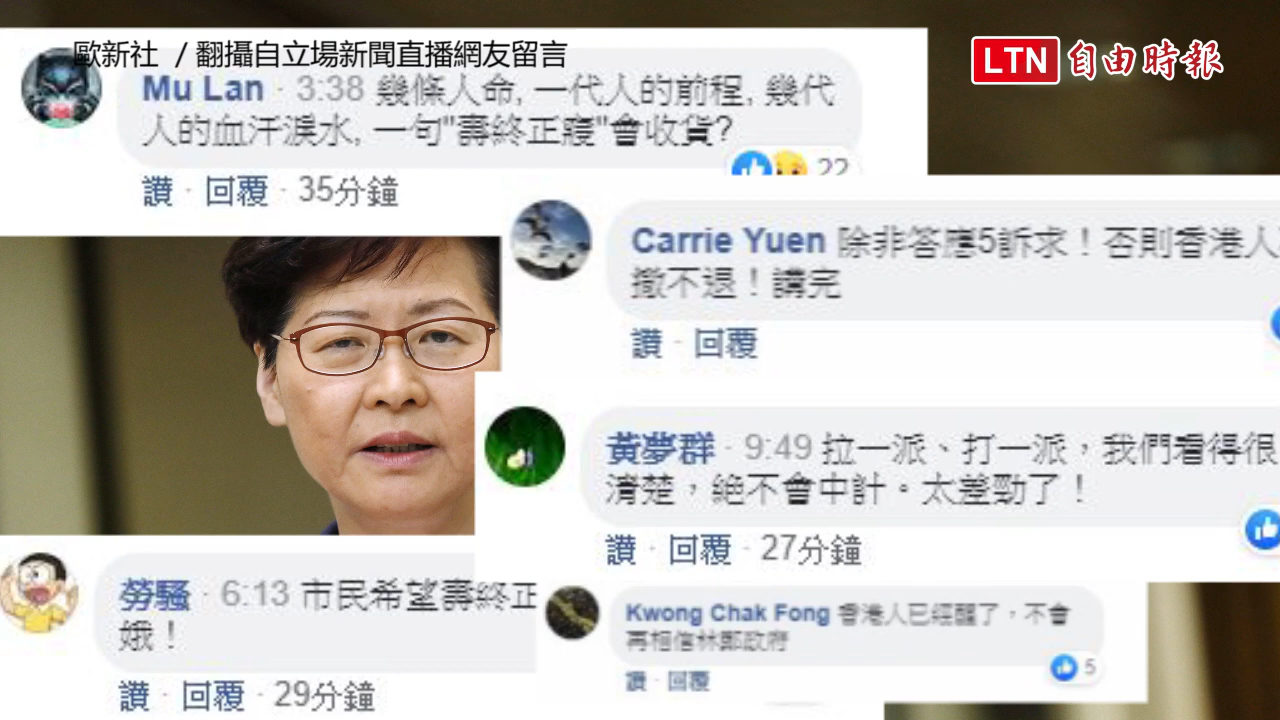 歐新社 / 翻攝自立場新聞直播網友留言
LTN 自由時報
Mu Lan · 3:38 幾條人命, 一代人的前程, 幾代
人的血汗淚水, 一句"壽終正寢"會收貨?
22
讚 · 回覆 · 35分鐘
Carrie Yuen 除非答應5訴求！否則香港人
撤不退！講完
讚 · 回覆
黃夢群 · 9:49 拉一派、打一派，我們看得很
清楚，絕不會中計。太差勁了！
讚 · 回覆 · 27分鐘
勞騷 · 6:13 市民希望壽終正
娥！
讚 · 回覆 · 29分鐘
Kwong Chak Fong 香港人已經醒了，不會
再相信林鄭政府
5
讚 · 回覆